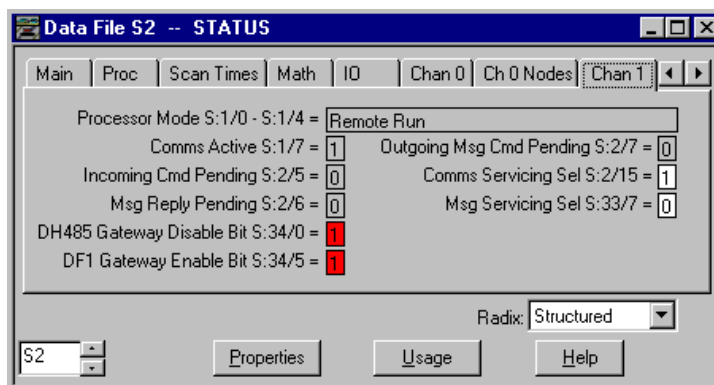 Data File S2 -- STATUS
Main Proc Scan Times Math IO Chan 0 Ch 0 Nodes Chan 1
Processor Mode S:1/0 - S:1/4 = Remote Run
Comms Active S:1/7 = 1 Outgoing Msg Cmd Pending S:2/7 = 0
Incoming Cmd Pending S:2/5 = 0 Comms Servicing Sel S:2/15 = 1
Msg Reply Pending S:2/6 = 0 Msg Servicing Sel S:33/7 = 0
DH485 Gateway Disable Bit S:34/0 = 1
DF1 Gateway Enable Bit S:34/5 = 1
Radix: Structured
S2 Properties Usage Help